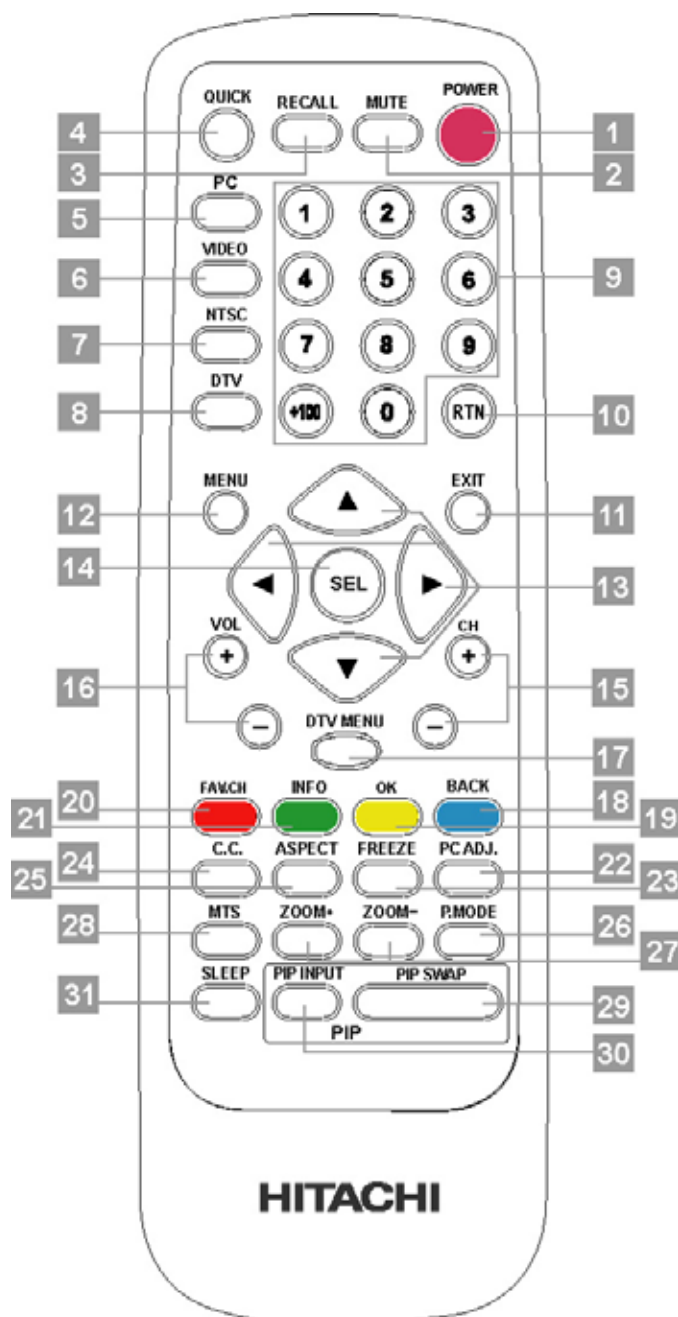 QUICK RECALL MUTE POWER
4 1
3 2
PC
5 1 2 3
VIDEO
6 4 5 6 9
NTSC
7 7 8 9
DTV
8 +100 0 RTN 10
MENU EXIT
12 11
14 SEL 13
VOL CH
+ +
16 15
− −
DTV MENU
17
FAV.CH INFO OK BACK
20 18
21 19
C.C. ASPECT FREEZE PC ADJ.
24 22
25 23
MTS ZOOM+ ZOOM− P.MODE
28 26
27
SLEEP PIP INPUT PIP SWAP
31 29
PIP
30
HITACHI